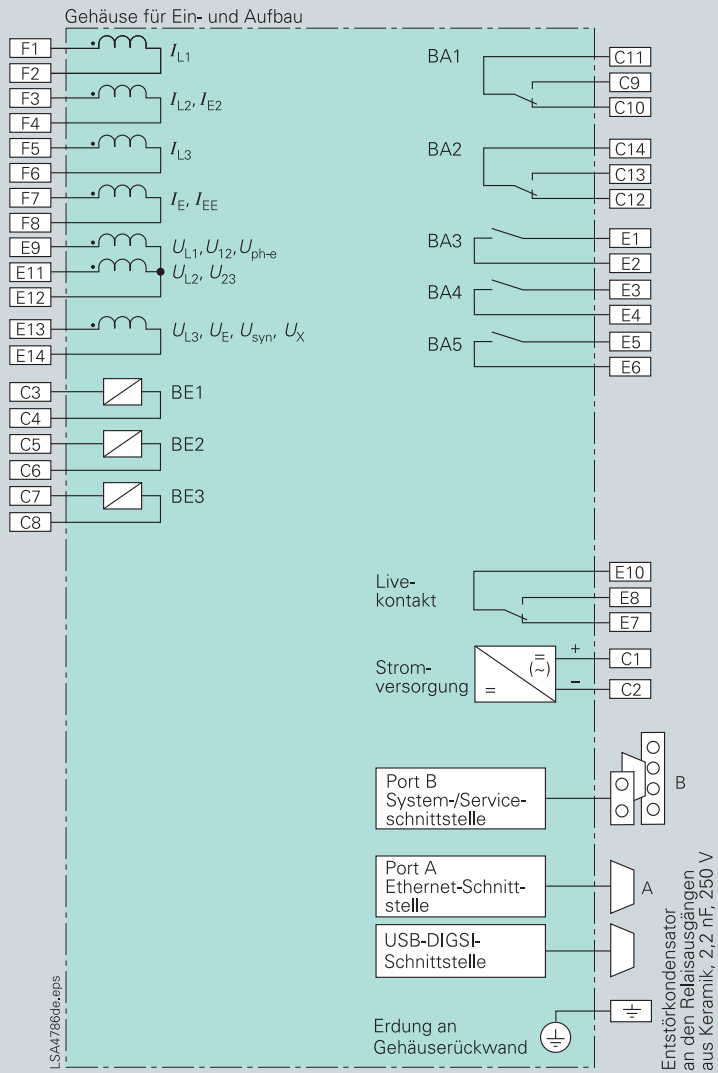 Gehäuse für Ein- und Aufbau
F1
I_L1
F2
F3
I_L2, I_E2
F4
F5
I_L3
F6
F7
I_E, I_EE
F8
E9
U_L1, U_12, U_ph-e
E11
U_L2, U_23
E12
E13
U_L3, U_E, U_syn, U_X
E14
C3
BE1
C4
C5
BE2
C6
C7
BE3
C8
BA1
C11
C9
C10
BA2
C14
C13
C12
BA3
E1
E2
BA4
E3
E4
BA5
E5
E6
Live-
kontakt
E10
E8
E7
Strom-
versorgung
=
(~)
=
+
C1
–
C2
Port B
System-/Service-
schnittstelle
B
Port A
Ethernet-Schnitt-
stelle
A
USB-DIGSI-
Schnittstelle
Erdung an
Gehäuserückwand
Entstörkondensator
an den Relaisausgängen
aus Keramik, 2,2 nF, 250 V
LSA4786de.eps